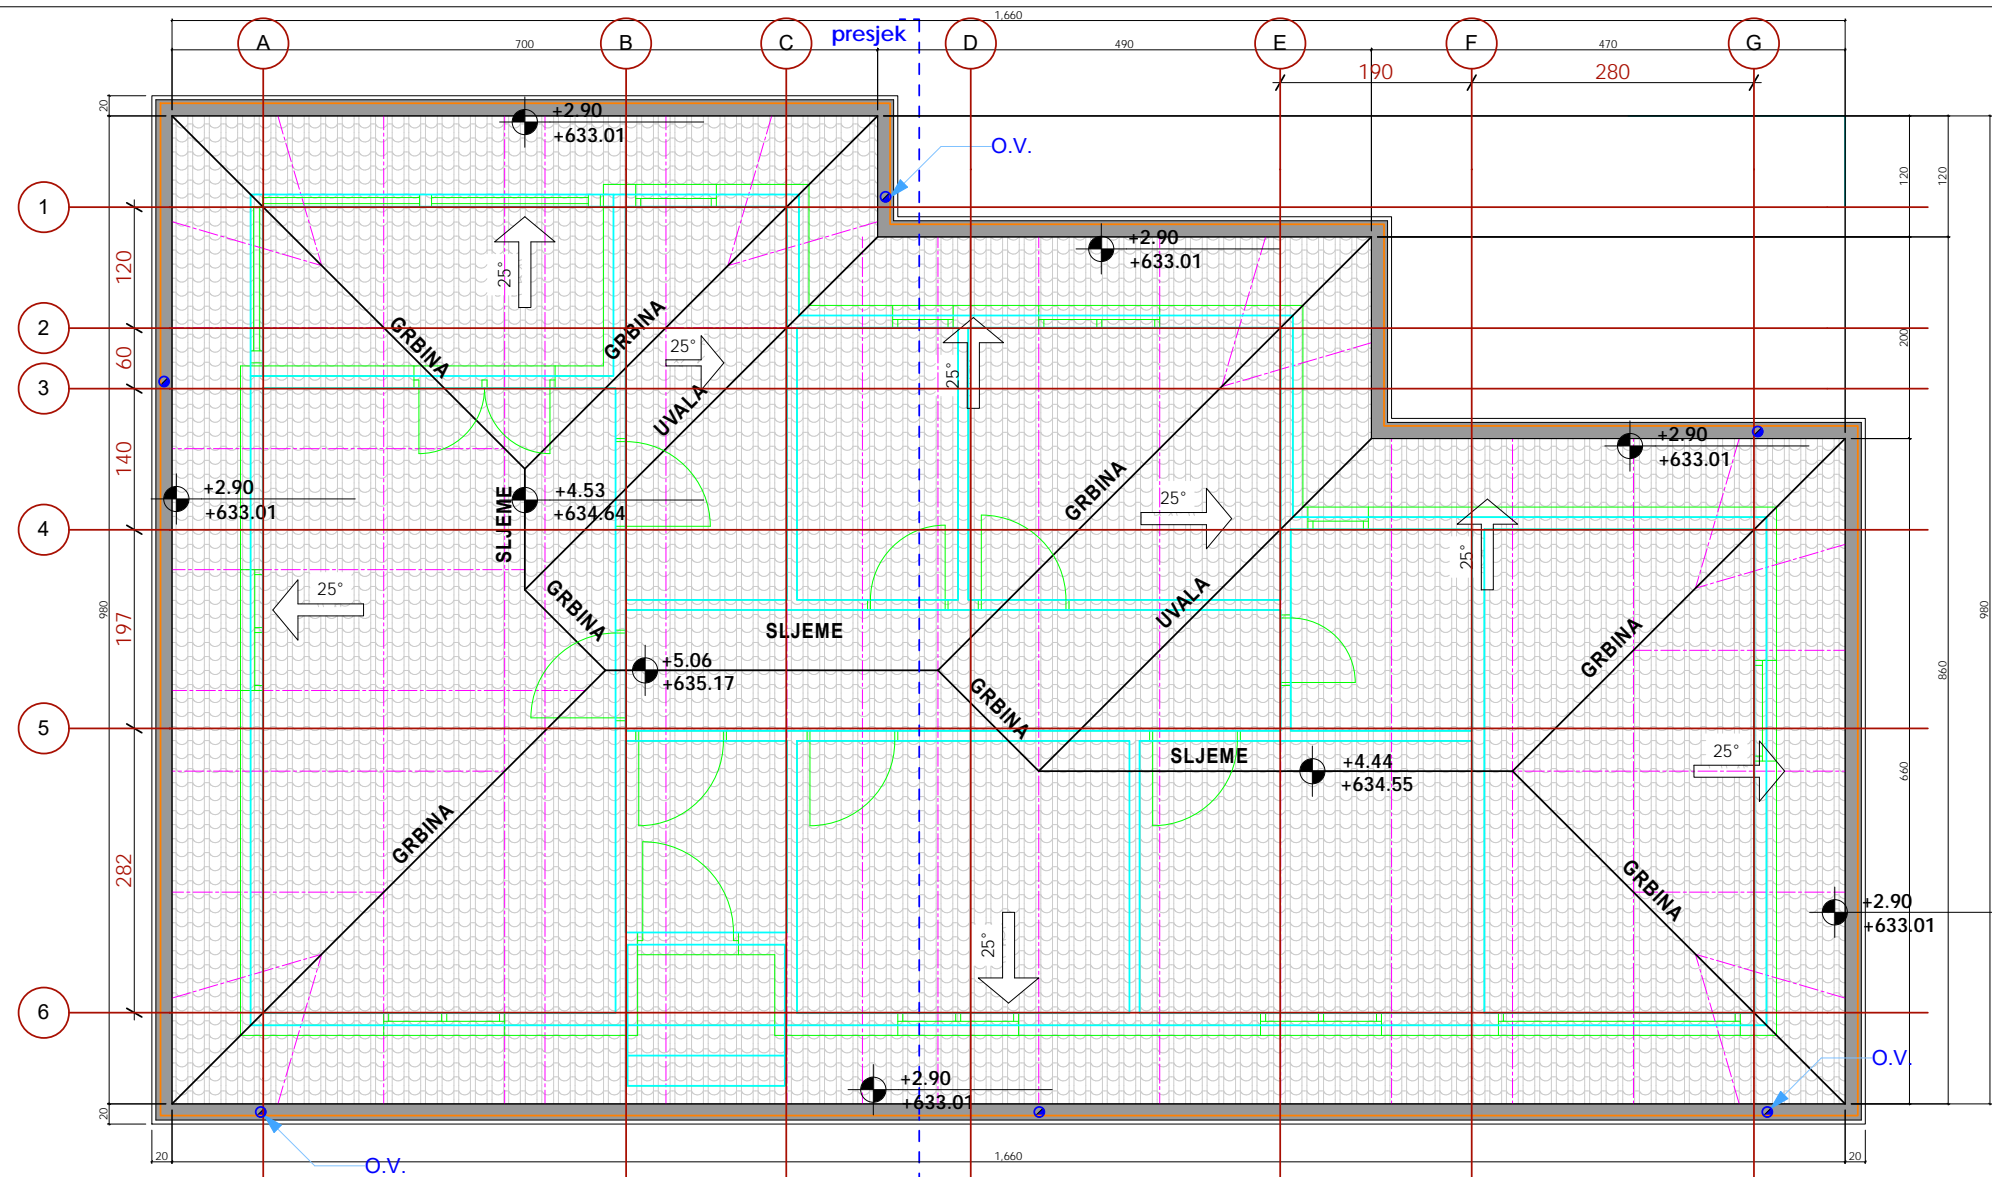 1,660
presjek
A
B
C
D
E
F
G
700
490
470
190
280
20
+2.90
+633.01
O.V.
120
120
1
+2.90
+633.01
25°
120
2
GRBINA
GRBINA
25°
25°
200
60
3
UVALA
+2.90
+633.01
140
+2.90
+633.01
SLJEME
+4.53
+634.64
GRBINA
25°
4
25°
25°
GRBINA
UVALA
980
197
980
SLJEME
GRBINA
+5.06
+635.17
GRBINA
860
5
SLJEME
+4.44
+634.55
25°
660
GRBINA
282
GRBINA
+2.90
+633.01
25°
6
+2.90
+633.01
O.V.
20
20
1,660
20
O.V.